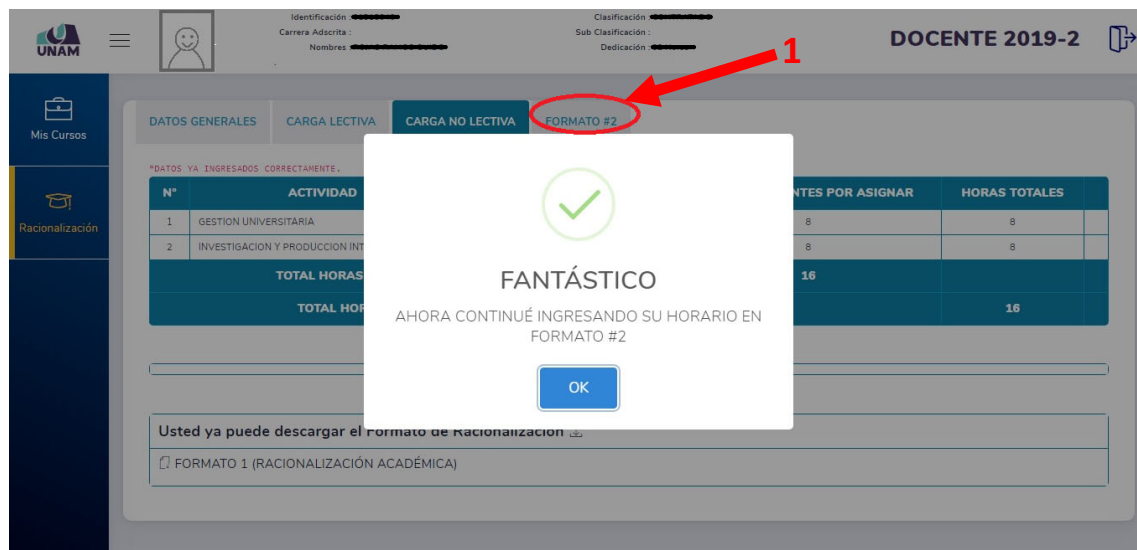 UNAM
Identificación :
Carrera Adscrita :
Nombres :
Clasificación :
Sub Clasificación :
Dedicación :
1
DOCENTE 2019-2
Mis Cursos
Racionalización
DATOS GENERALES CARGA LECTIVA CARGA NO LECTIVA FORMATO #2
*DATOS YA INGRESADOS CORRECTAMENTE.
N° ACTIVIDAD POR ASIGNAR HORAS TOTALES
1 GESTION UNIVERSITARIA 8 8
2 INVESTIGACION Y PRODUCCION 8 8
TOTAL HORAS 16
TOTAL 16
FANTÁSTICO
AHORA CONTINUÉ INGRESANDO SU HORARIO EN
FORMATO #2
OK
Usted ya puede descargar el Formato de Racionalización
FORMATO 1 (RACIONALIZACIÓN ACADÉMICA)